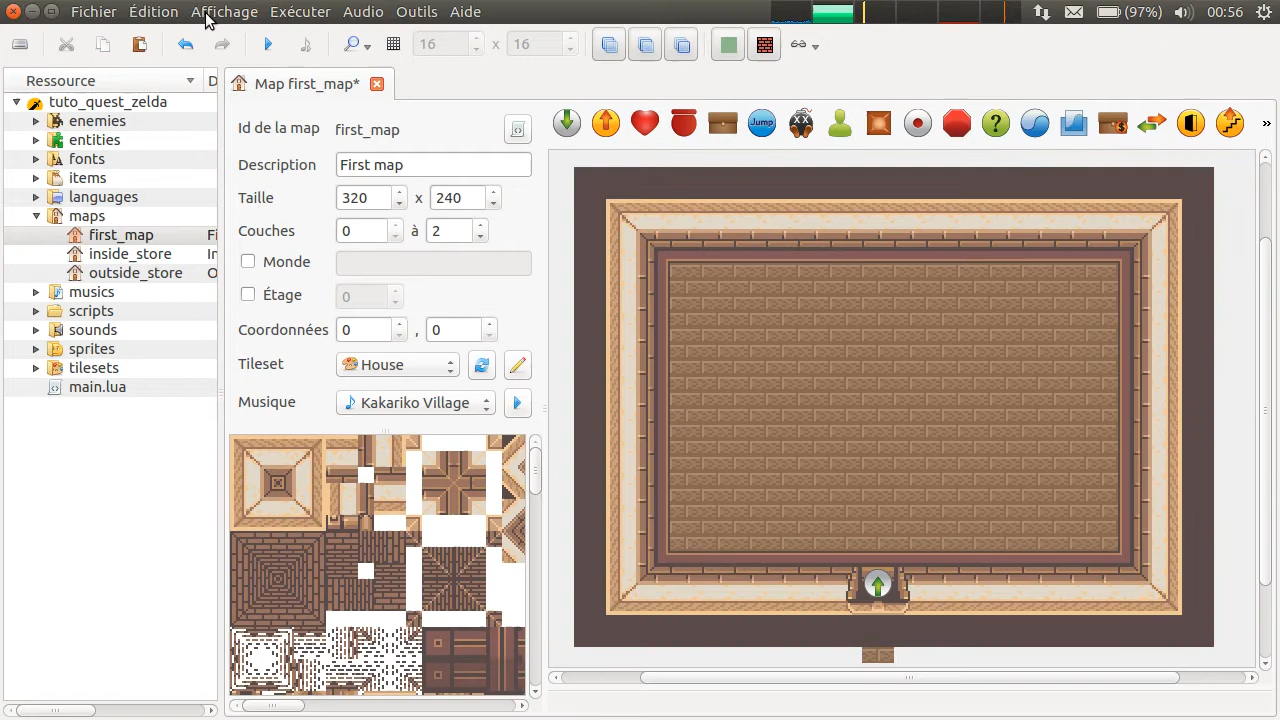 Fichier Édition Affichage Exécuter Audio Outils Aide (97%) 00:56
16 x 16
Ressource D
Map first_map*
tuto_quest_zelda
enemies
entities
fonts
items
languages
maps
first_map Fi
inside_store In
outside_store O
musics
scripts
sounds
sprites
tilesets
main.lua
Id de la map first_map
Description First map
Taille 320 x 240
Couches 0 à 2
Monde
Étage 0
Coordonnées 0 , 0
Tileset House
Musique Kakariko Village
Jump ? $ »